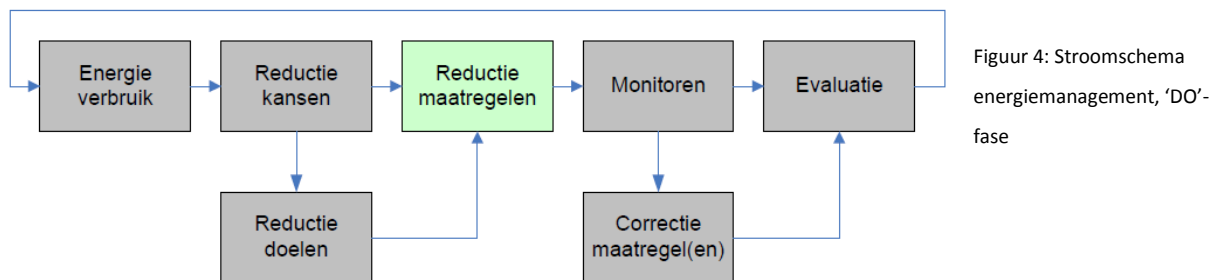 Energie
verbruik
Reductie
kansen
Reductie
maatregelen
Monitoren
Evaluatie
Reductie
doelen
Correctie
maatregel(en)
Figuur 4: Stroomschema
energiemanagement, ‘DO’-
fase